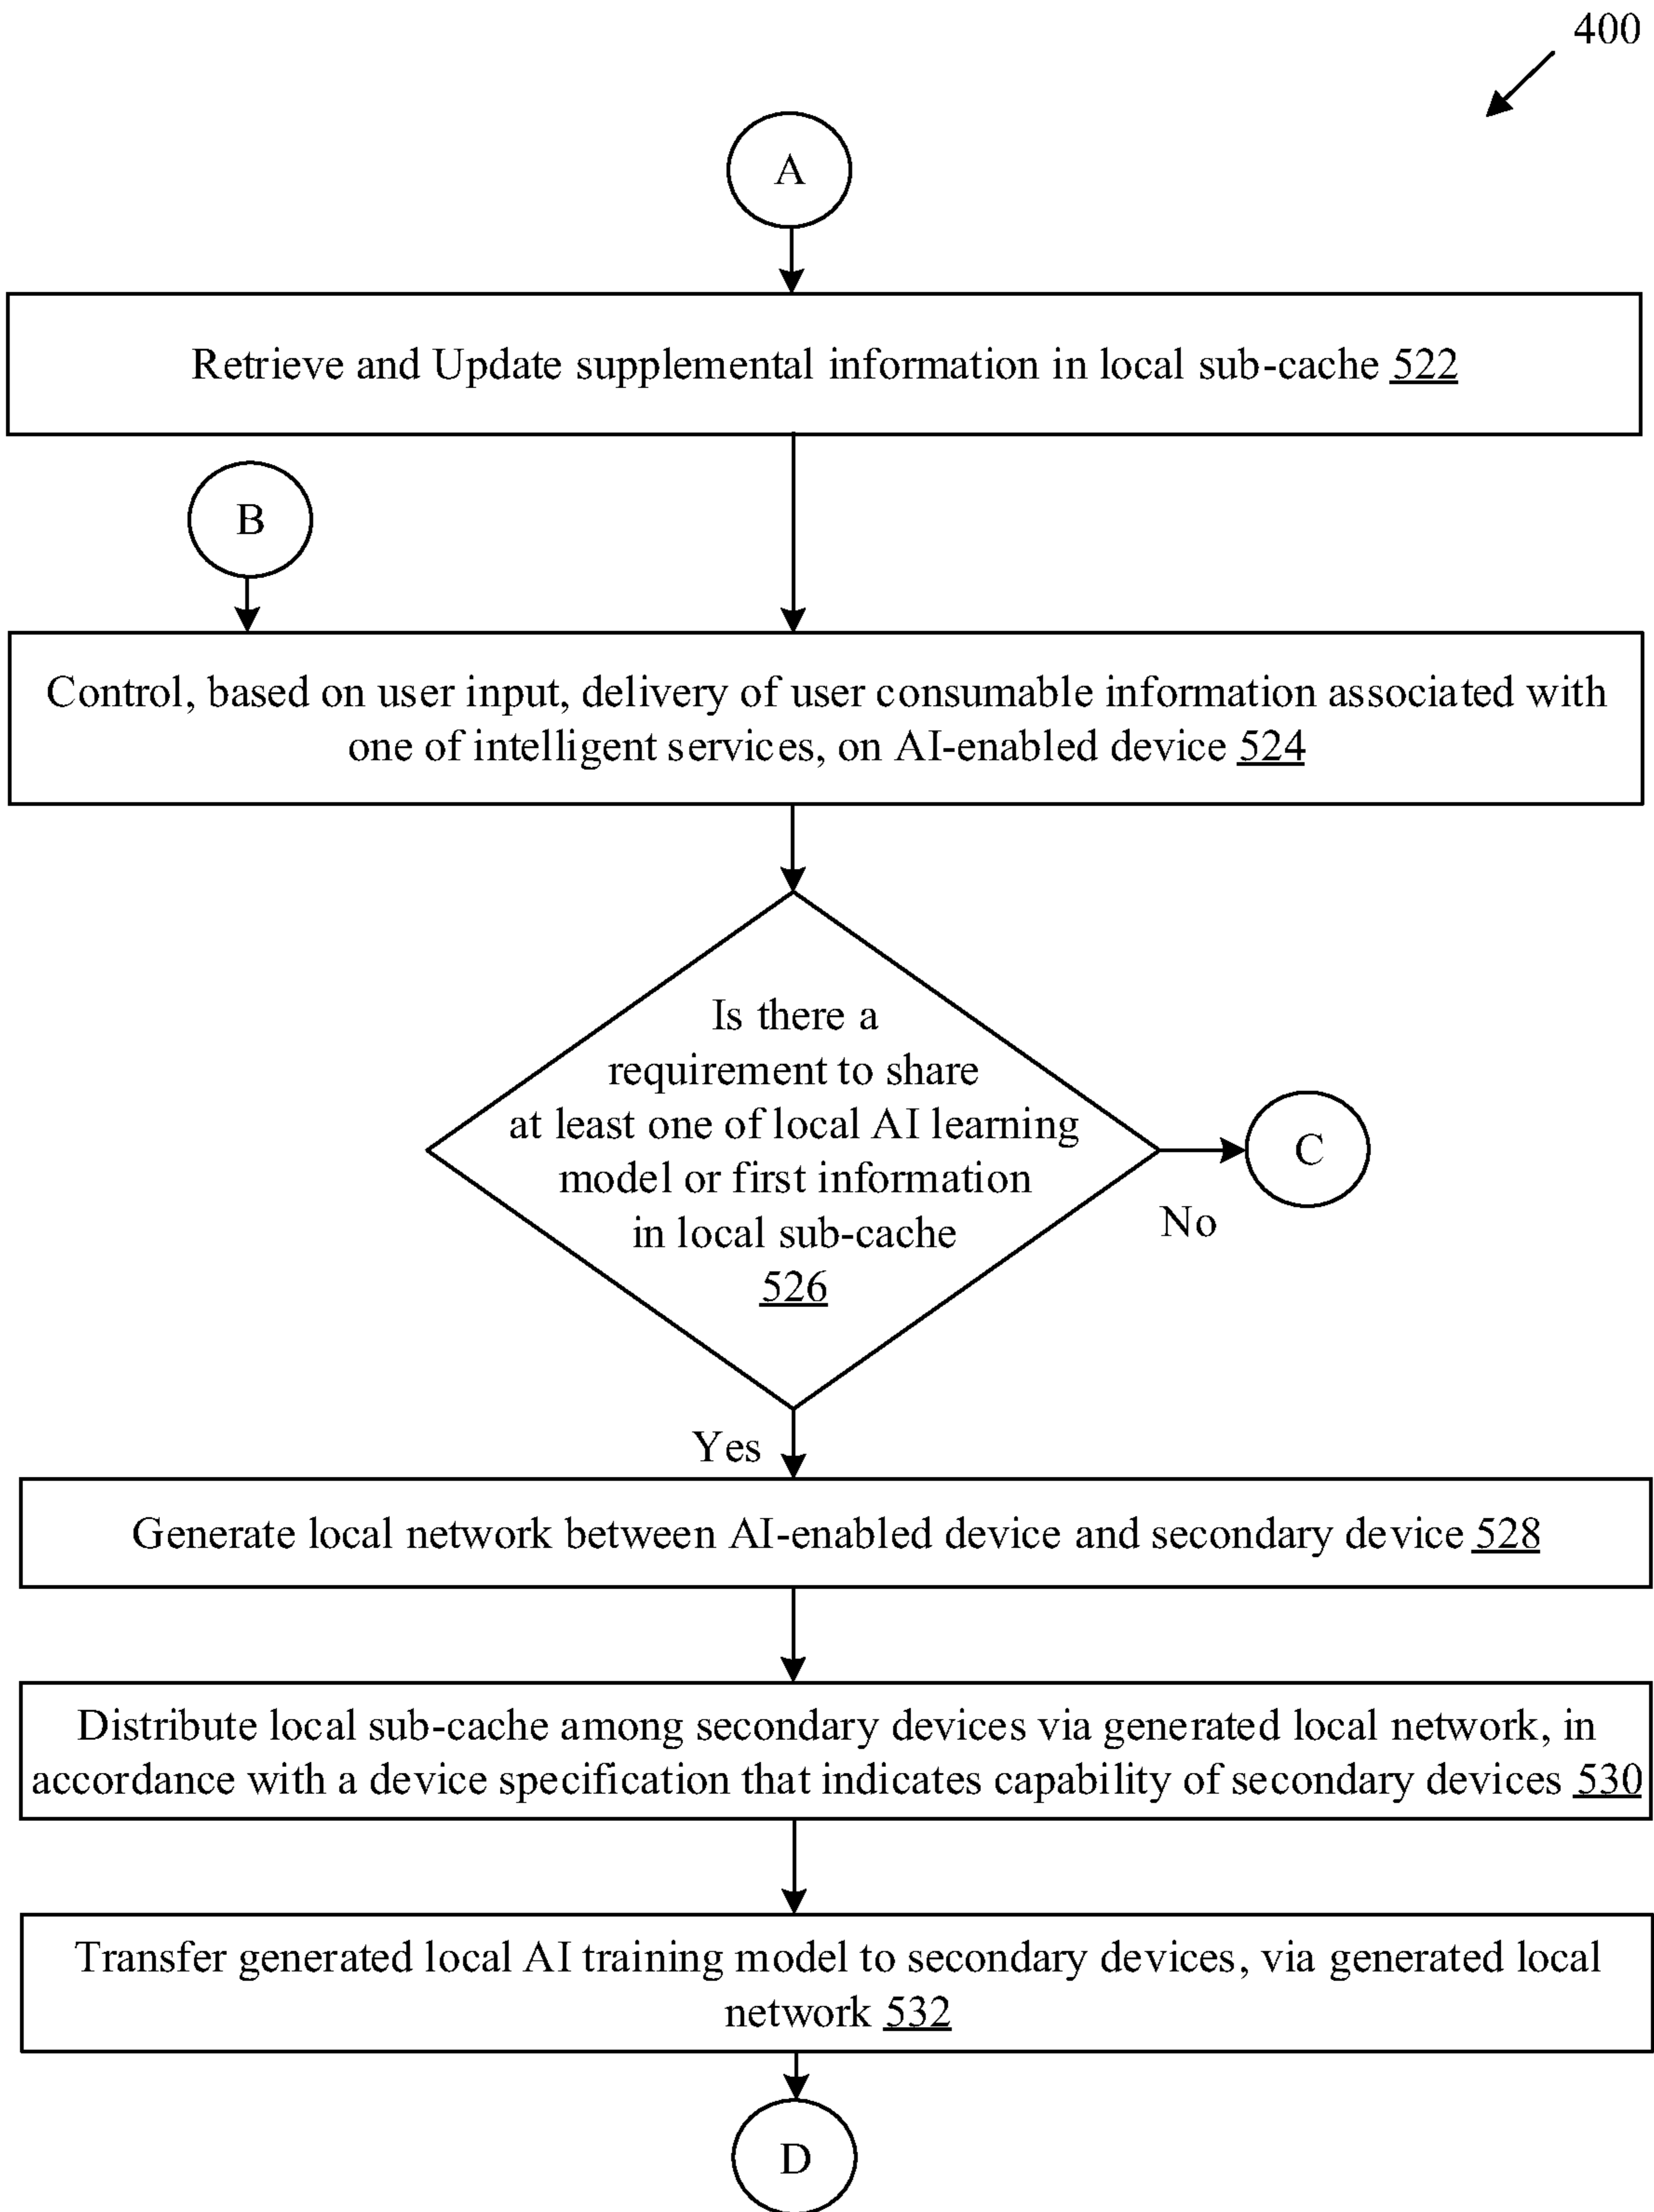 400
A
Retrieve and Update supplemental information in local sub-cache 522
B
Control, based on user input, delivery of user consumable information associated with
one of intelligent services, on AI-enabled device 524
Is there a
requirement to share
at least one of local AI learning
model or first information
in local sub-cache
526
C
No
Yes
Generate local network between AI-enabled device and secondary device 528
Distribute local sub-cache among secondary devices via generated local network, in
accordance with a device specification that indicates capability of secondary devices 530
Transfer generated local AI training model to secondary devices, via generated local
network 532
D